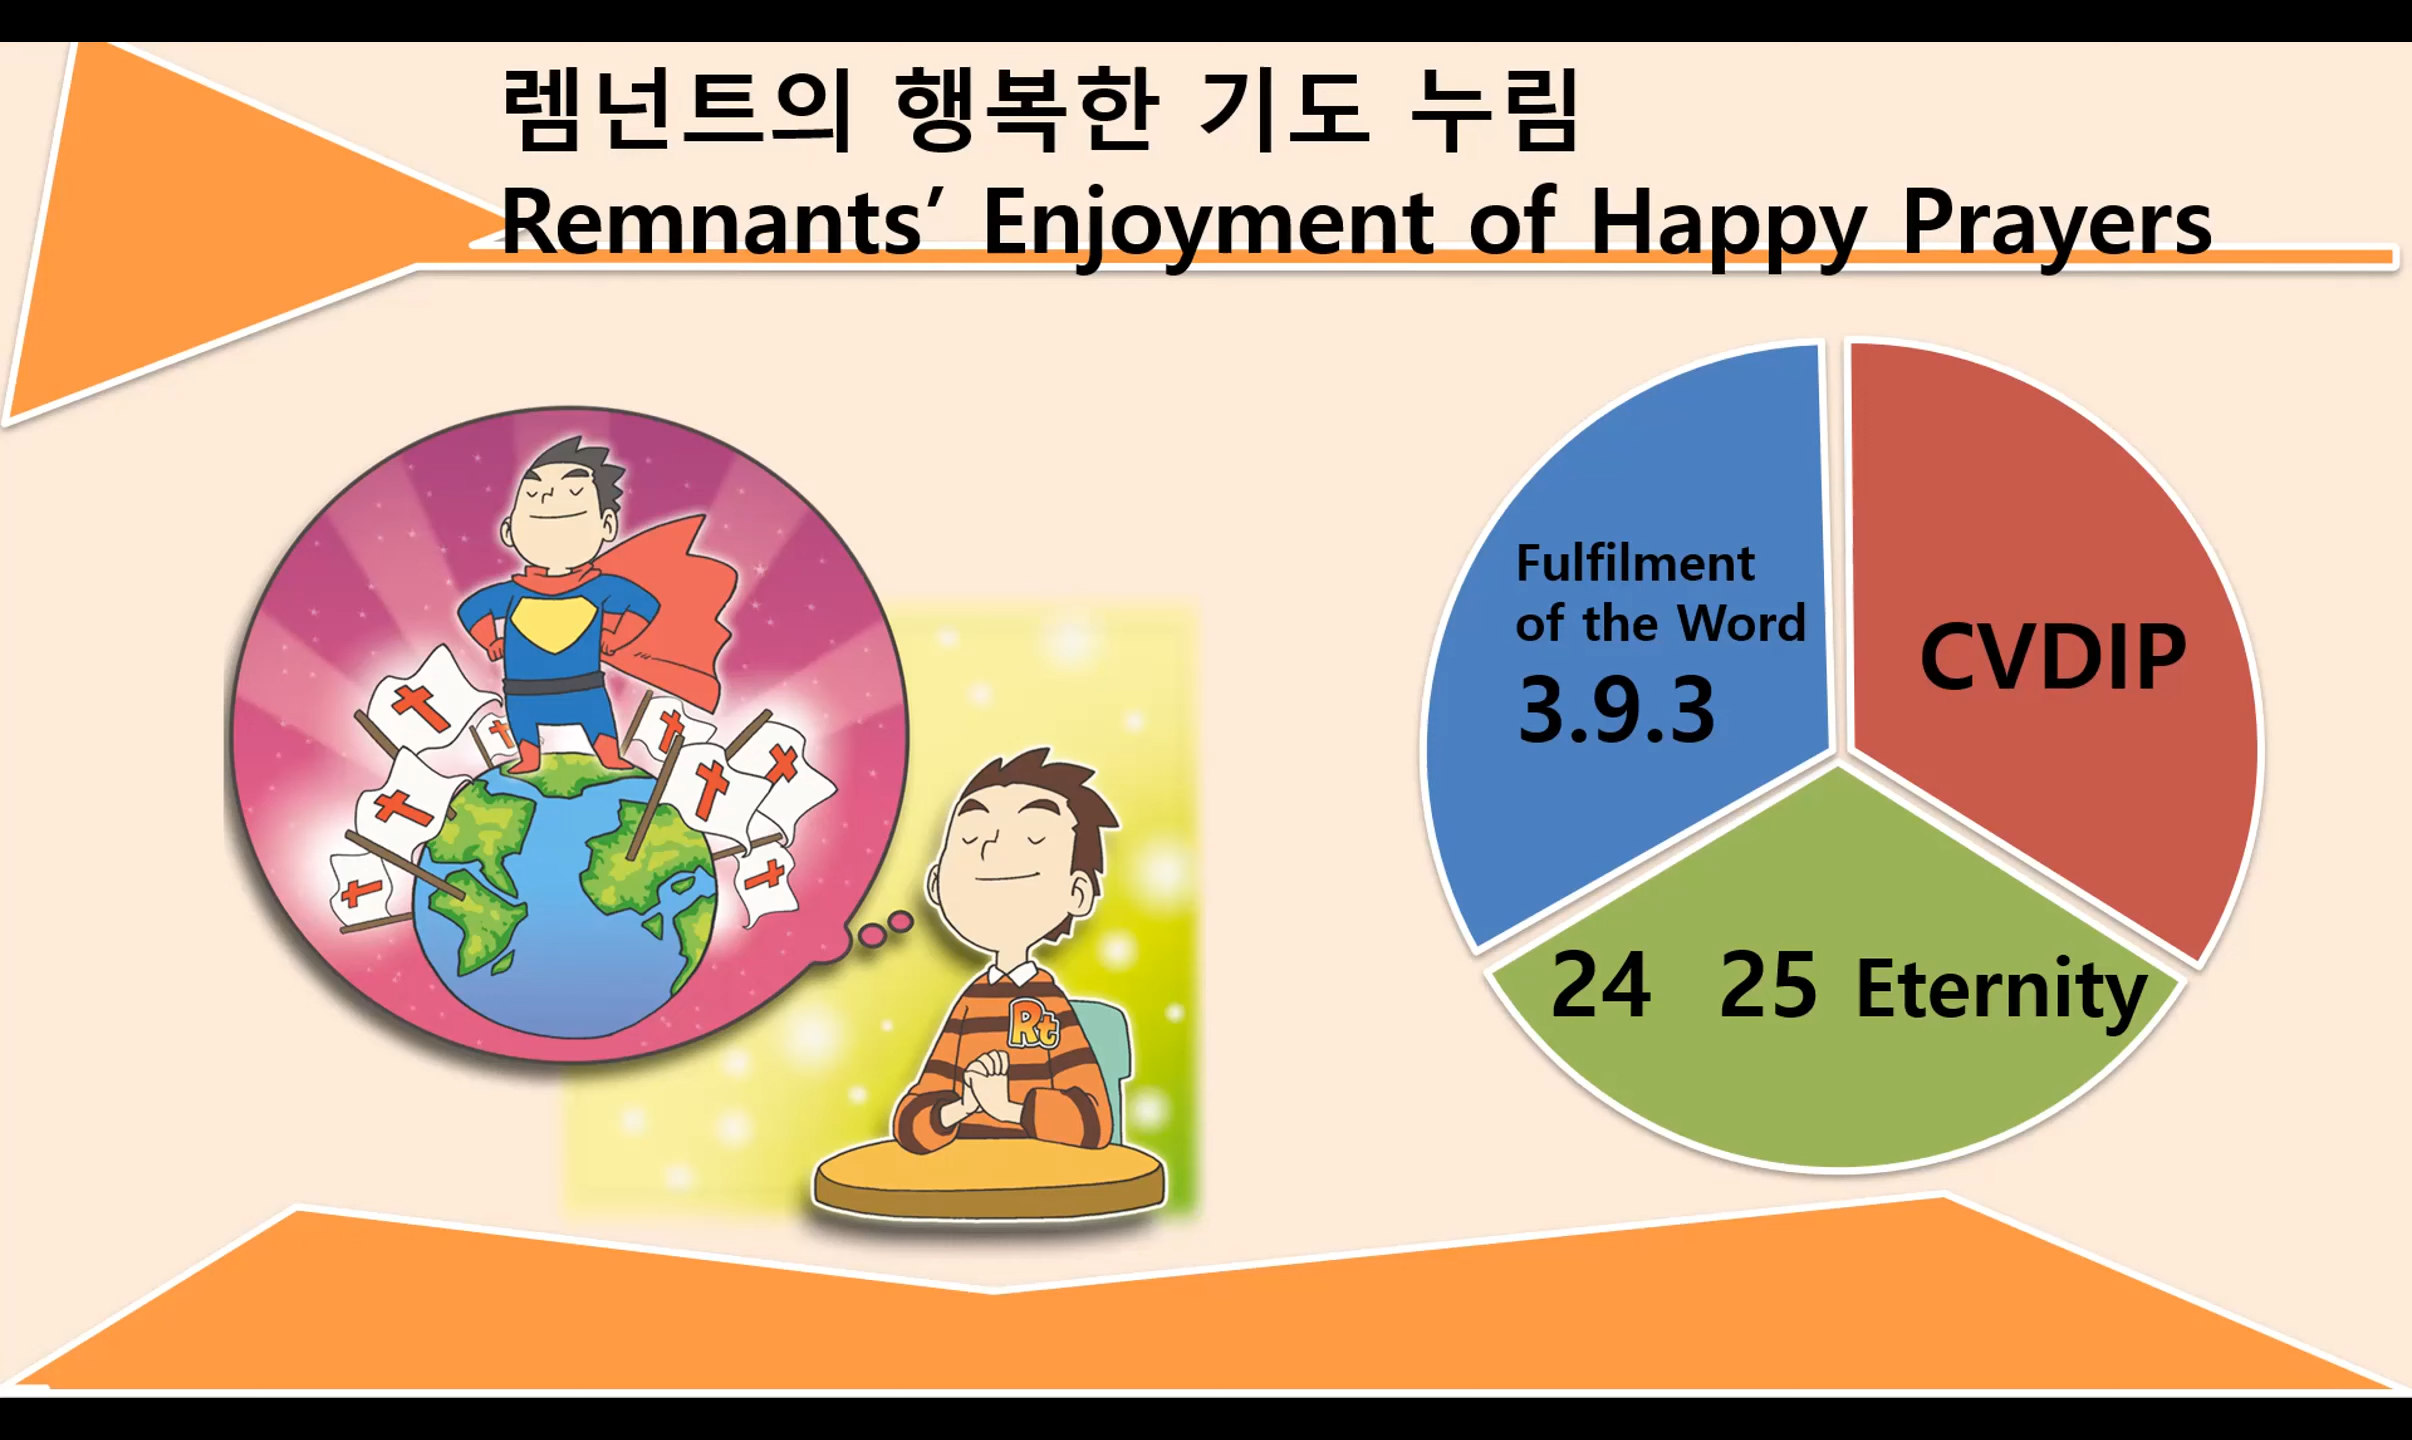 렘넌트의 행복한 기도 누림
Remnants’ Enjoyment of Happy Prayers
Fulfilment
of the Word
3.9.3
CVDIP
24 25 Eternity
Rt